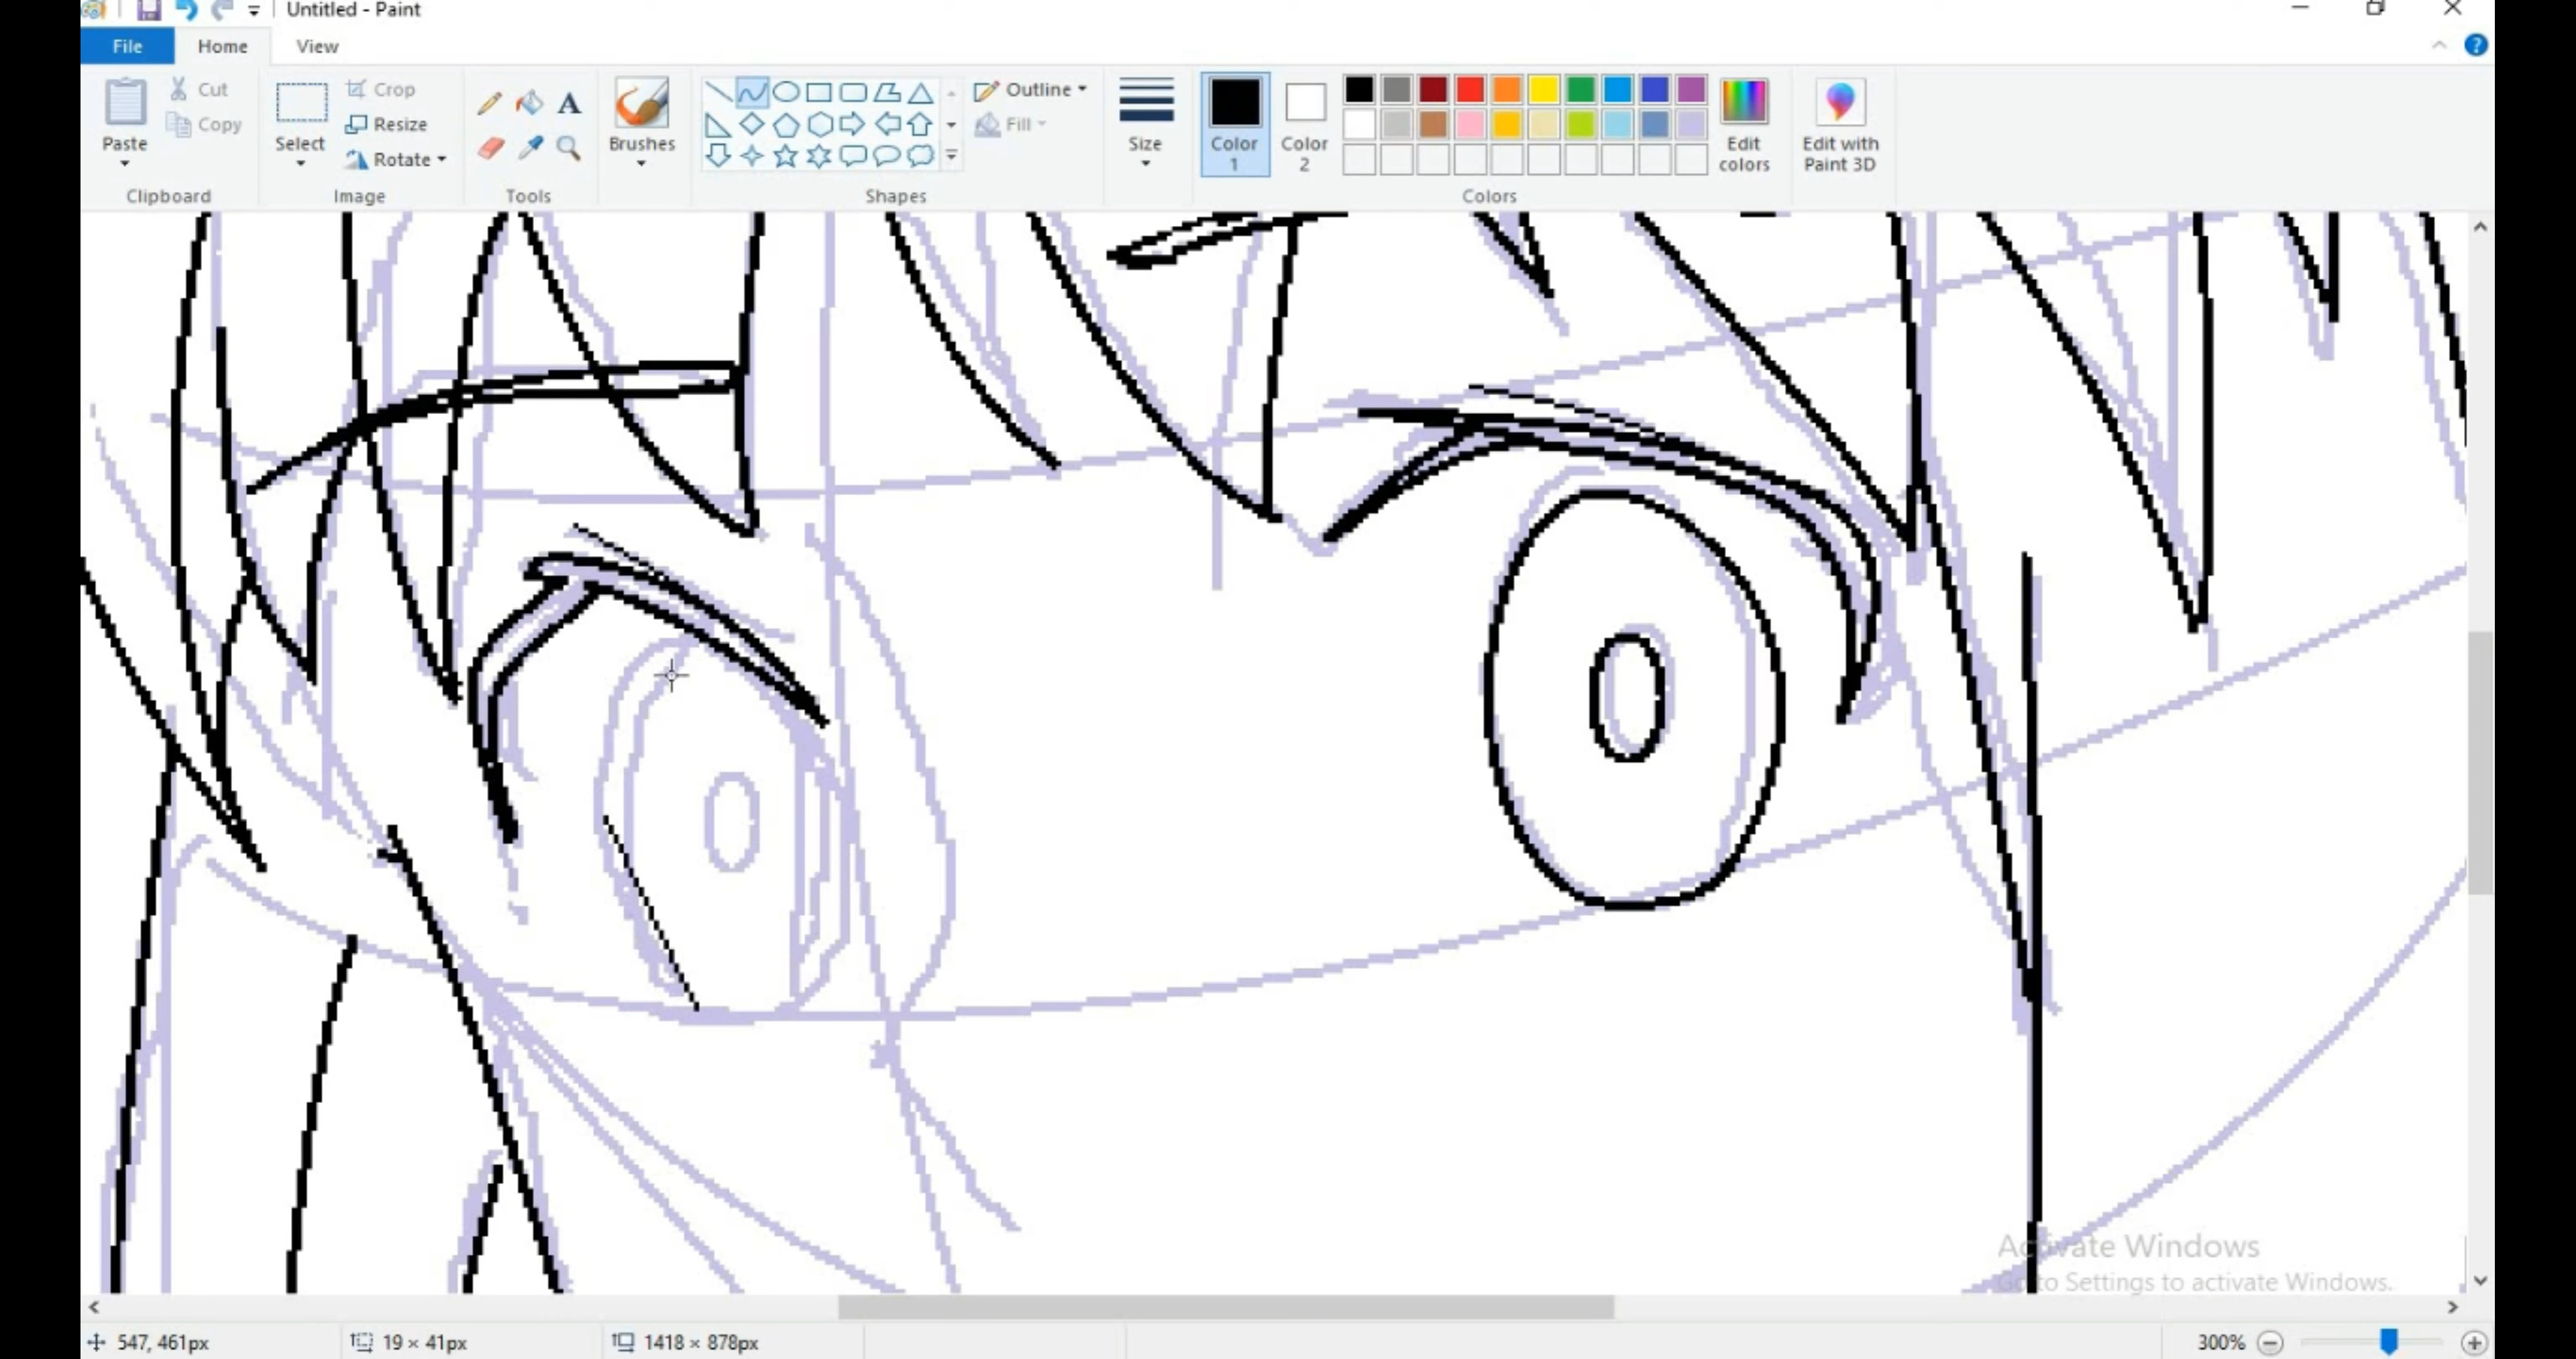 Untitled - Paint
File Home View
Paste
Cut
Copy
Clipboard
Select
Crop
Resize
Rotate
Image
A
Tools
Brushes
Outline
Fill
Shapes
Size
Color 1
Color 2
Edit colors
Edit with Paint 3D
Colors
Activate Windows
Go to Settings to activate Windows.
547, 461px 19 × 41px 1418 × 878px 300%